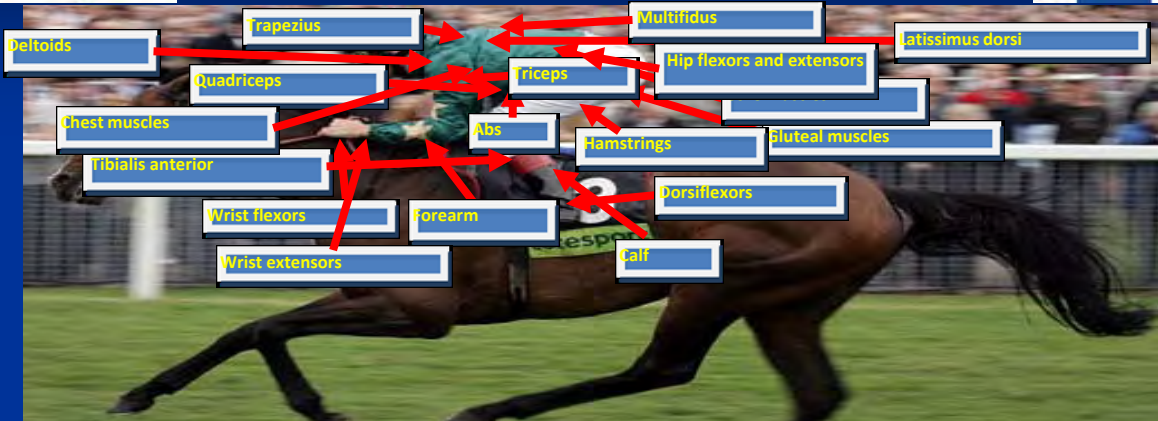 Trapezius
Multifidus
Deltoids
Latissimus dorsi
Quadriceps
Triceps
Hip flexors and extensors
Chest muscles
Abs
Hamstrings
Gluteal muscles
Tibialis anterior
Dorsiflexors
8
Wrist flexors
Forearm
Calf
Wrist extensors